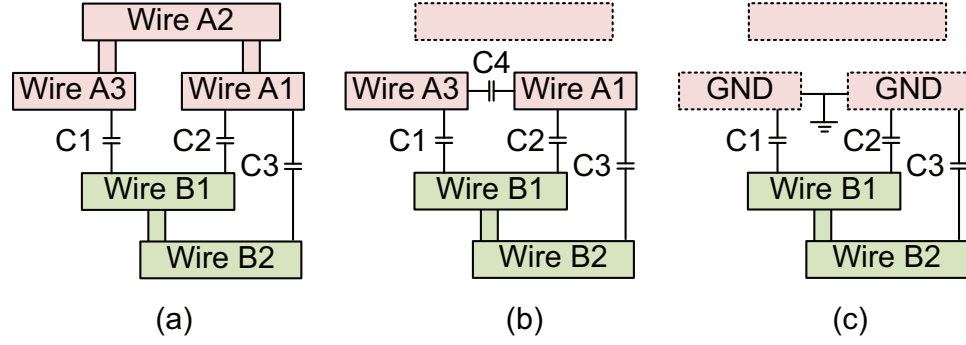 Wire A2
Wire A3
Wire A1
C1
C2
C3
Wire B1
Wire B2
(a)
C4
Wire A3
Wire A1
C1
C2
C3
Wire B1
Wire B2
(b)
GND
GND
C1
C2
C3
Wire B1
Wire B2
(c)